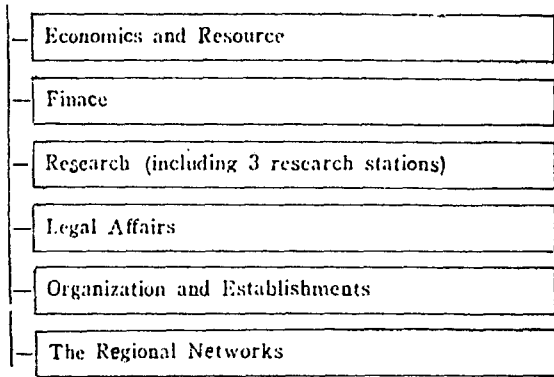 Economics and Resource
Finace
Research (including 3 research stations)
Legal Affairs
Organization and Establishments
The Regional Networks